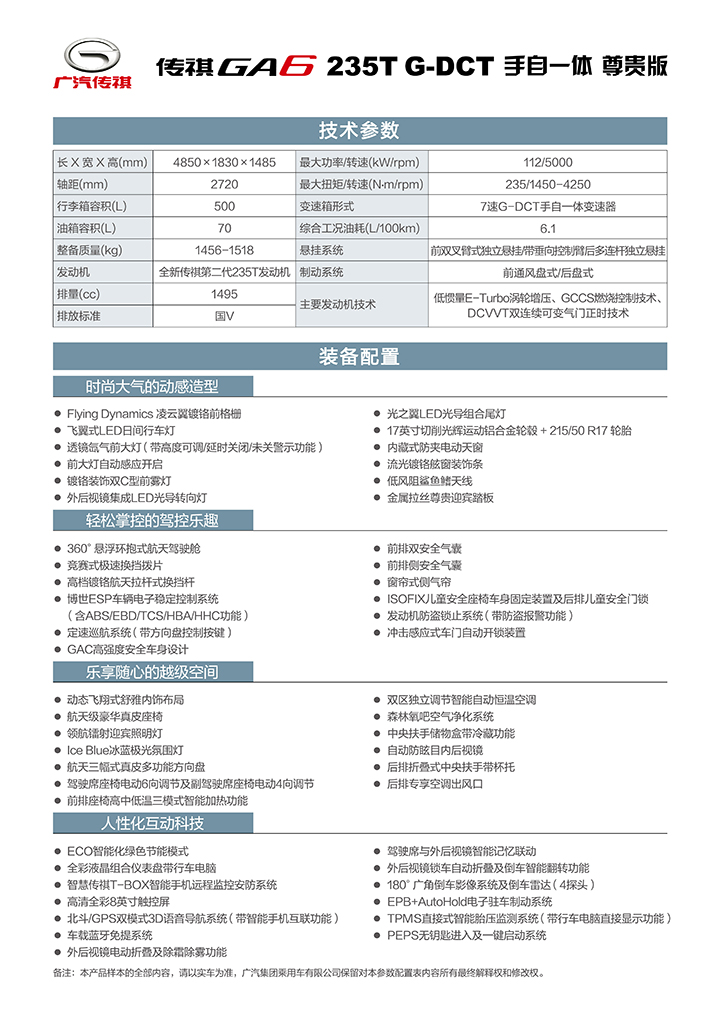 广汽传祺
传祺GA6 235T G-DCT 手自一体 尊贵版
技术参数
长 X 宽 X 高(mm) 4850×1830×1485 最大功率/转速(kW/rpm) 112/5000
轴距(mm) 2720 最大扭矩/转速(N·m/rpm) 235/1450-4250
行李箱容积(L) 500 变速箱形式 7速G-DCT手自一体变速器
油箱容积(L) 70 综合工况油耗(L/100km) 6.1
整备质量(kg) 1456-1518 悬挂系统 前双叉臂式独立悬挂/带垂向控制臂后多连杆独立悬挂
发动机 全新传祺第二代235T发动机 制动系统 前通风盘式/后盘式
排量(cc) 1495 主要发动机技术 低惯量E-Turbo涡轮增压、GCCS燃烧控制技术、
排放标准 国V DCVVT双连续可变气门正时技术
装备配置
时尚大气的动感造型
● Flying Dynamics 凌云翼镀铬前格栅
● 飞翼式LED日间行车灯
● 透镜氙气前大灯（带高度可调/延时关闭/未关警示功能）
● 前大灯自动感应开启
● 镀铬装饰双C型前雾灯
● 外后视镜集成LED光导转向灯
● 光之翼LED光导组合尾灯
● 17英寸切削光辉运动铝合金轮毂 + 215/50 R17 轮胎
● 内藏式防夹电动天窗
● 流光镀铬舷窗装饰条
● 低风阻鲨鱼鳍天线
● 金属拉丝尊贵迎宾踏板
轻松掌控的驾控乐趣
● 360° 悬浮环抱式航天驾驶舱
● 竞赛式极速换挡拨片
● 高档镀铬航天拉杆式换挡杆
● 博世ESP车辆电子稳定控制系统
（含ABS/EBD/TCS/HBA/HHC功能）
● 定速巡航系统（带方向盘控制按键）
● GAC高强度安全车身设计
● 前排双安全气囊
● 前排侧安全气囊
● 窗帘式侧气帘
● ISOFIX儿童安全座椅车身固定装置及后排儿童安全门锁
● 发动机防盗锁止系统（带防盗报警功能）
● 冲击感应式车门自动开锁装置
乐享随心的越级空间
● 动态飞翔式舒雅内饰布局
● 航天级豪华真皮座椅
● 领航镭射迎宾照明灯
● Ice Blue冰蓝极光氛围灯
● 航天三幅式真皮多功能方向盘
● 驾驶席座椅电动6向调节及副驾驶席座椅电动4向调节
● 前排座椅高中低温三模式智能加热功能
● 双区独立调节智能自动恒温空调
● 森林氧吧空气净化系统
● 中央扶手储物盒带冷藏功能
● 自动防眩目内后视镜
● 后排折叠式中央扶手带杯托
● 后排专享空调出风口
人性化互动科技
● ECO智能化绿色节能模式
● 全彩液晶组合仪表盘带行车电脑
● 智慧传祺T-BOX智能手机远程监控安防系统
● 高清全彩8英寸触控屏
● 北斗/GPS双模式3D语音导航系统（带智能手机互联功能）
● 车载蓝牙免提系统
● 外后视镜电动折叠及除霜除雾功能
● 驾驶席与外后视镜智能记忆联动
● 外后视镜锁车自动折叠及倒车智能翻转功能
● 180° 广角倒车影像系统及倒车雷达（4探头）
● EPB+AutoHold电子驻车制动系统
● TPMS直接式智能胎压监测系统（带行车电脑直接显示功能）
● PEPS无钥匙进入及一键启动系统
备注：本产品样本的全部内容，请以实车为准，广汽集团乘用车有限公司保留对本参数配置表内容所有最终解释权和修改权。